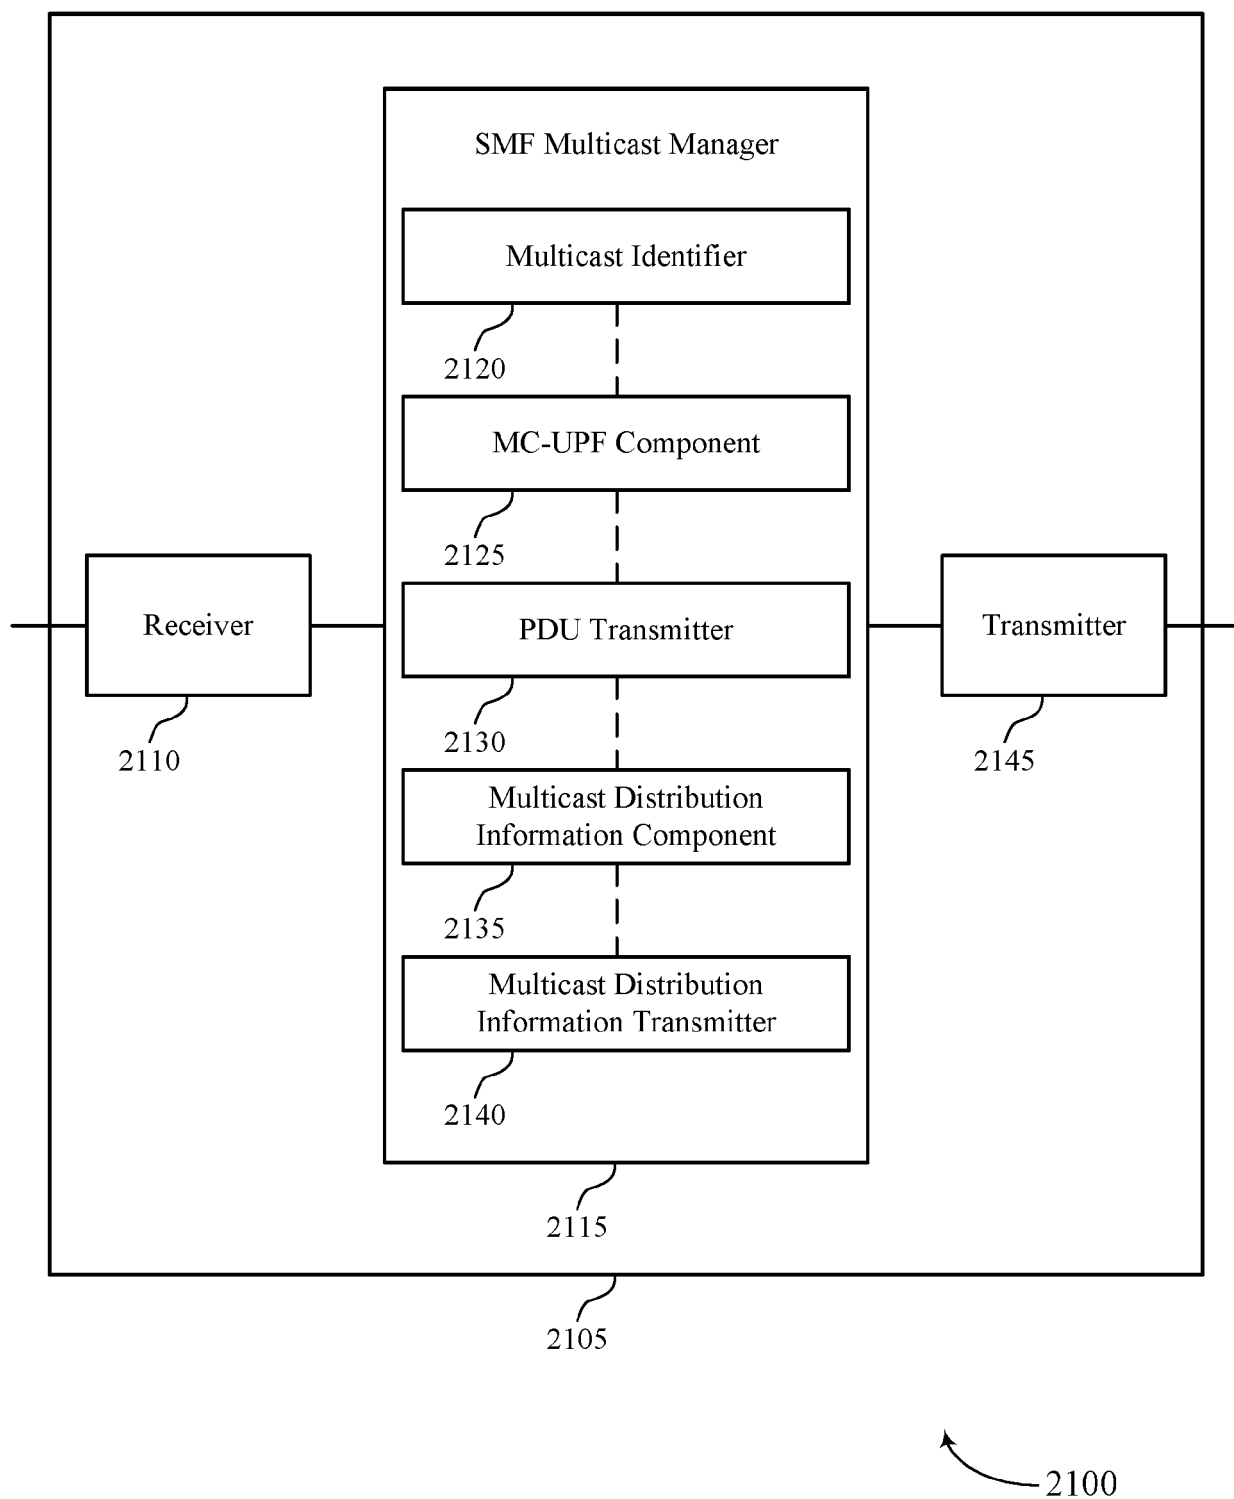 SMF Multicast Manager
Multicast Identifier
2120
MC-UPF Component
2125
Receiver
2110
PDU Transmitter
2130
Transmitter
2145
Multicast Distribution
Information Component
2135
Multicast Distribution
Information Transmitter
2140
2115
2105
2100